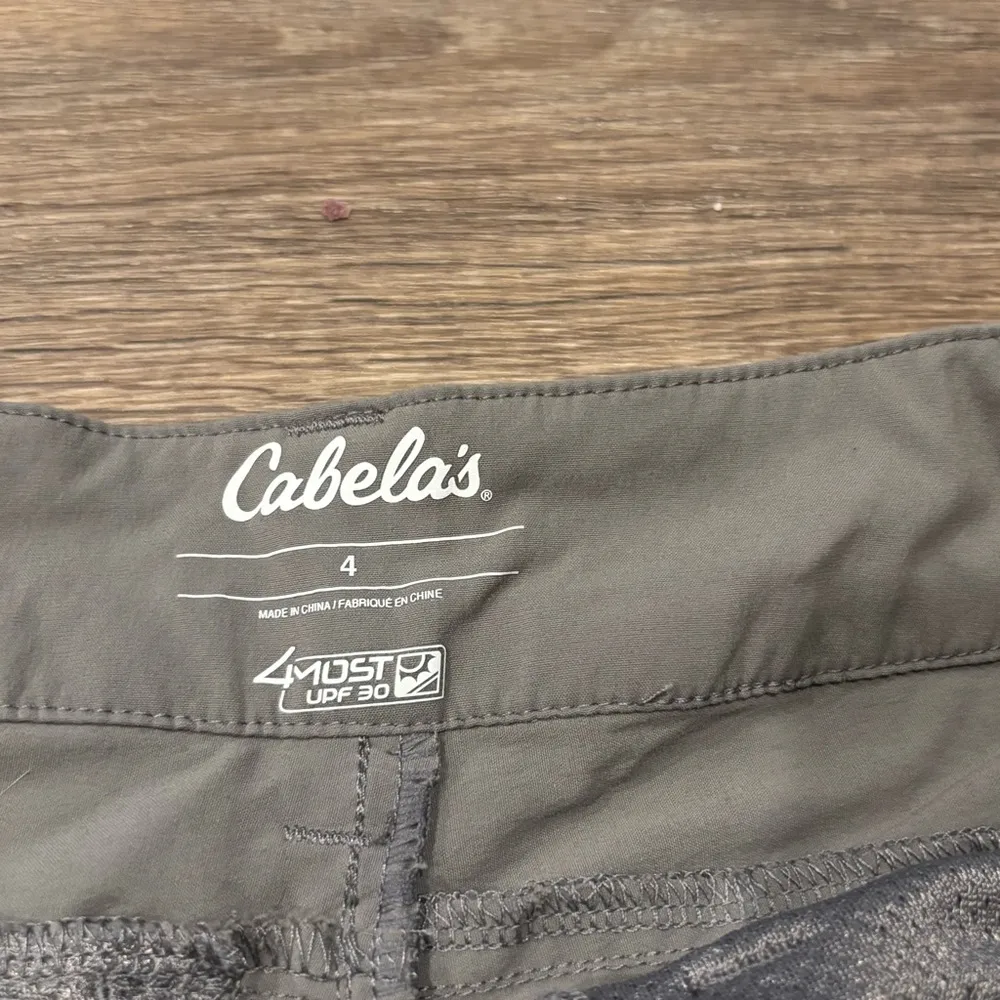 Cabela's®
4
MADE IN CHINA / FABRIQUÉ EN CHINE
4MOST
UPF 30